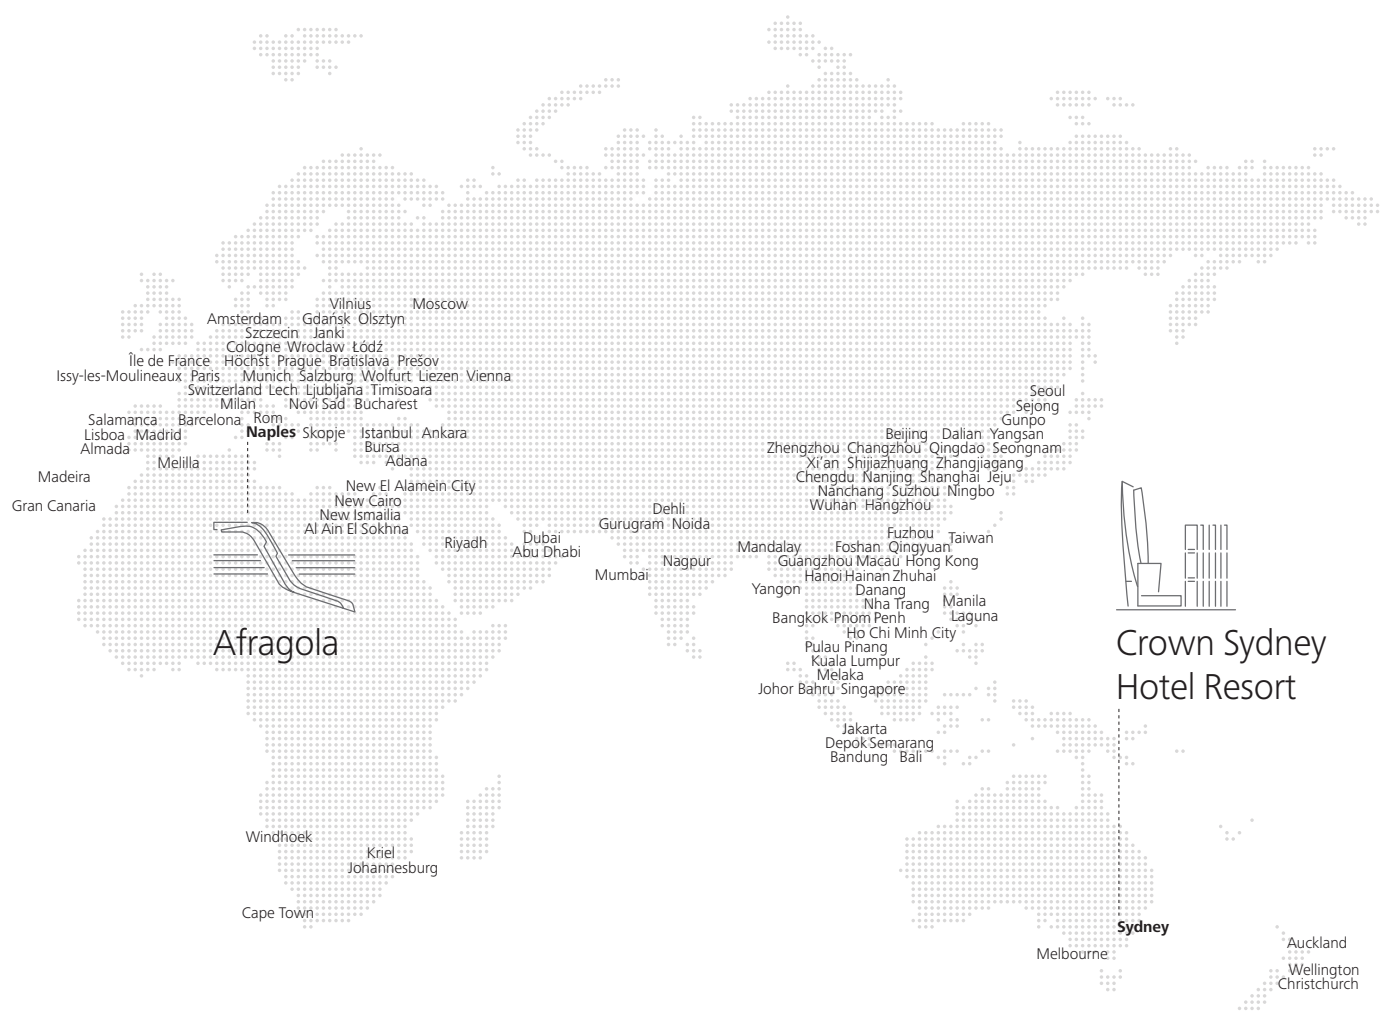 Vilnius Moscow
Amsterdam Gdańsk Olsztyn
Szczecin Janki
Cologne Wroclaw Łódź
Île de France Höchst Prague Bratislava Prešov
Issy-les-Moulineaux Paris Munich Salzburg Wolfurt Liezen Vienna
Switzerland Lech Ljubljana Timisoara
Milan Novi Sad Bucharest
Salamanca Barcelona Rom
Lisboa Madrid Naples Skopje Istanbul Ankara
Almada Bursa
Melilla Adana
Madeira
New El Alamein City
New Cairo
Gran Canaria
New Ismailia
Al Ain El Sokhna
Riyadh
Dubai
Abu Dhabi
Dehli
Gurugram Noida
Nagpur
Mumbai
Seoul
Sejong
Gunpo
Beijing Dalian Yangsan
Zhengzhou Changzhou Qingdao Seongnam
Xi'an Shijiazhuang Zhangjiagang
Chengdu Nanjing Shanghai Jeju
Nanchang Suzhou Ningbo
Wuhan Hangzhou
Fuzhou
Taiwan
Mandalay Foshan Qingyuan
Guangzhou Macau Hong Kong
Hanoi Hainan Zhuhai
Yangon Danang
Nha Trang Manila
Bangkok Pnom Penh Laguna
Ho Chi Minh City
Pulau Pinang
Kuala Lumpur
Melaka
Johor Bahru Singapore
Jakarta
Depok Semarang
Bandung Bali
Afragola
Crown Sydney
Hotel Resort
Windhoek
Kriel
Johannesburg
Cape Town
Sydney
Melbourne
Auckland
Wellington
Christchurch